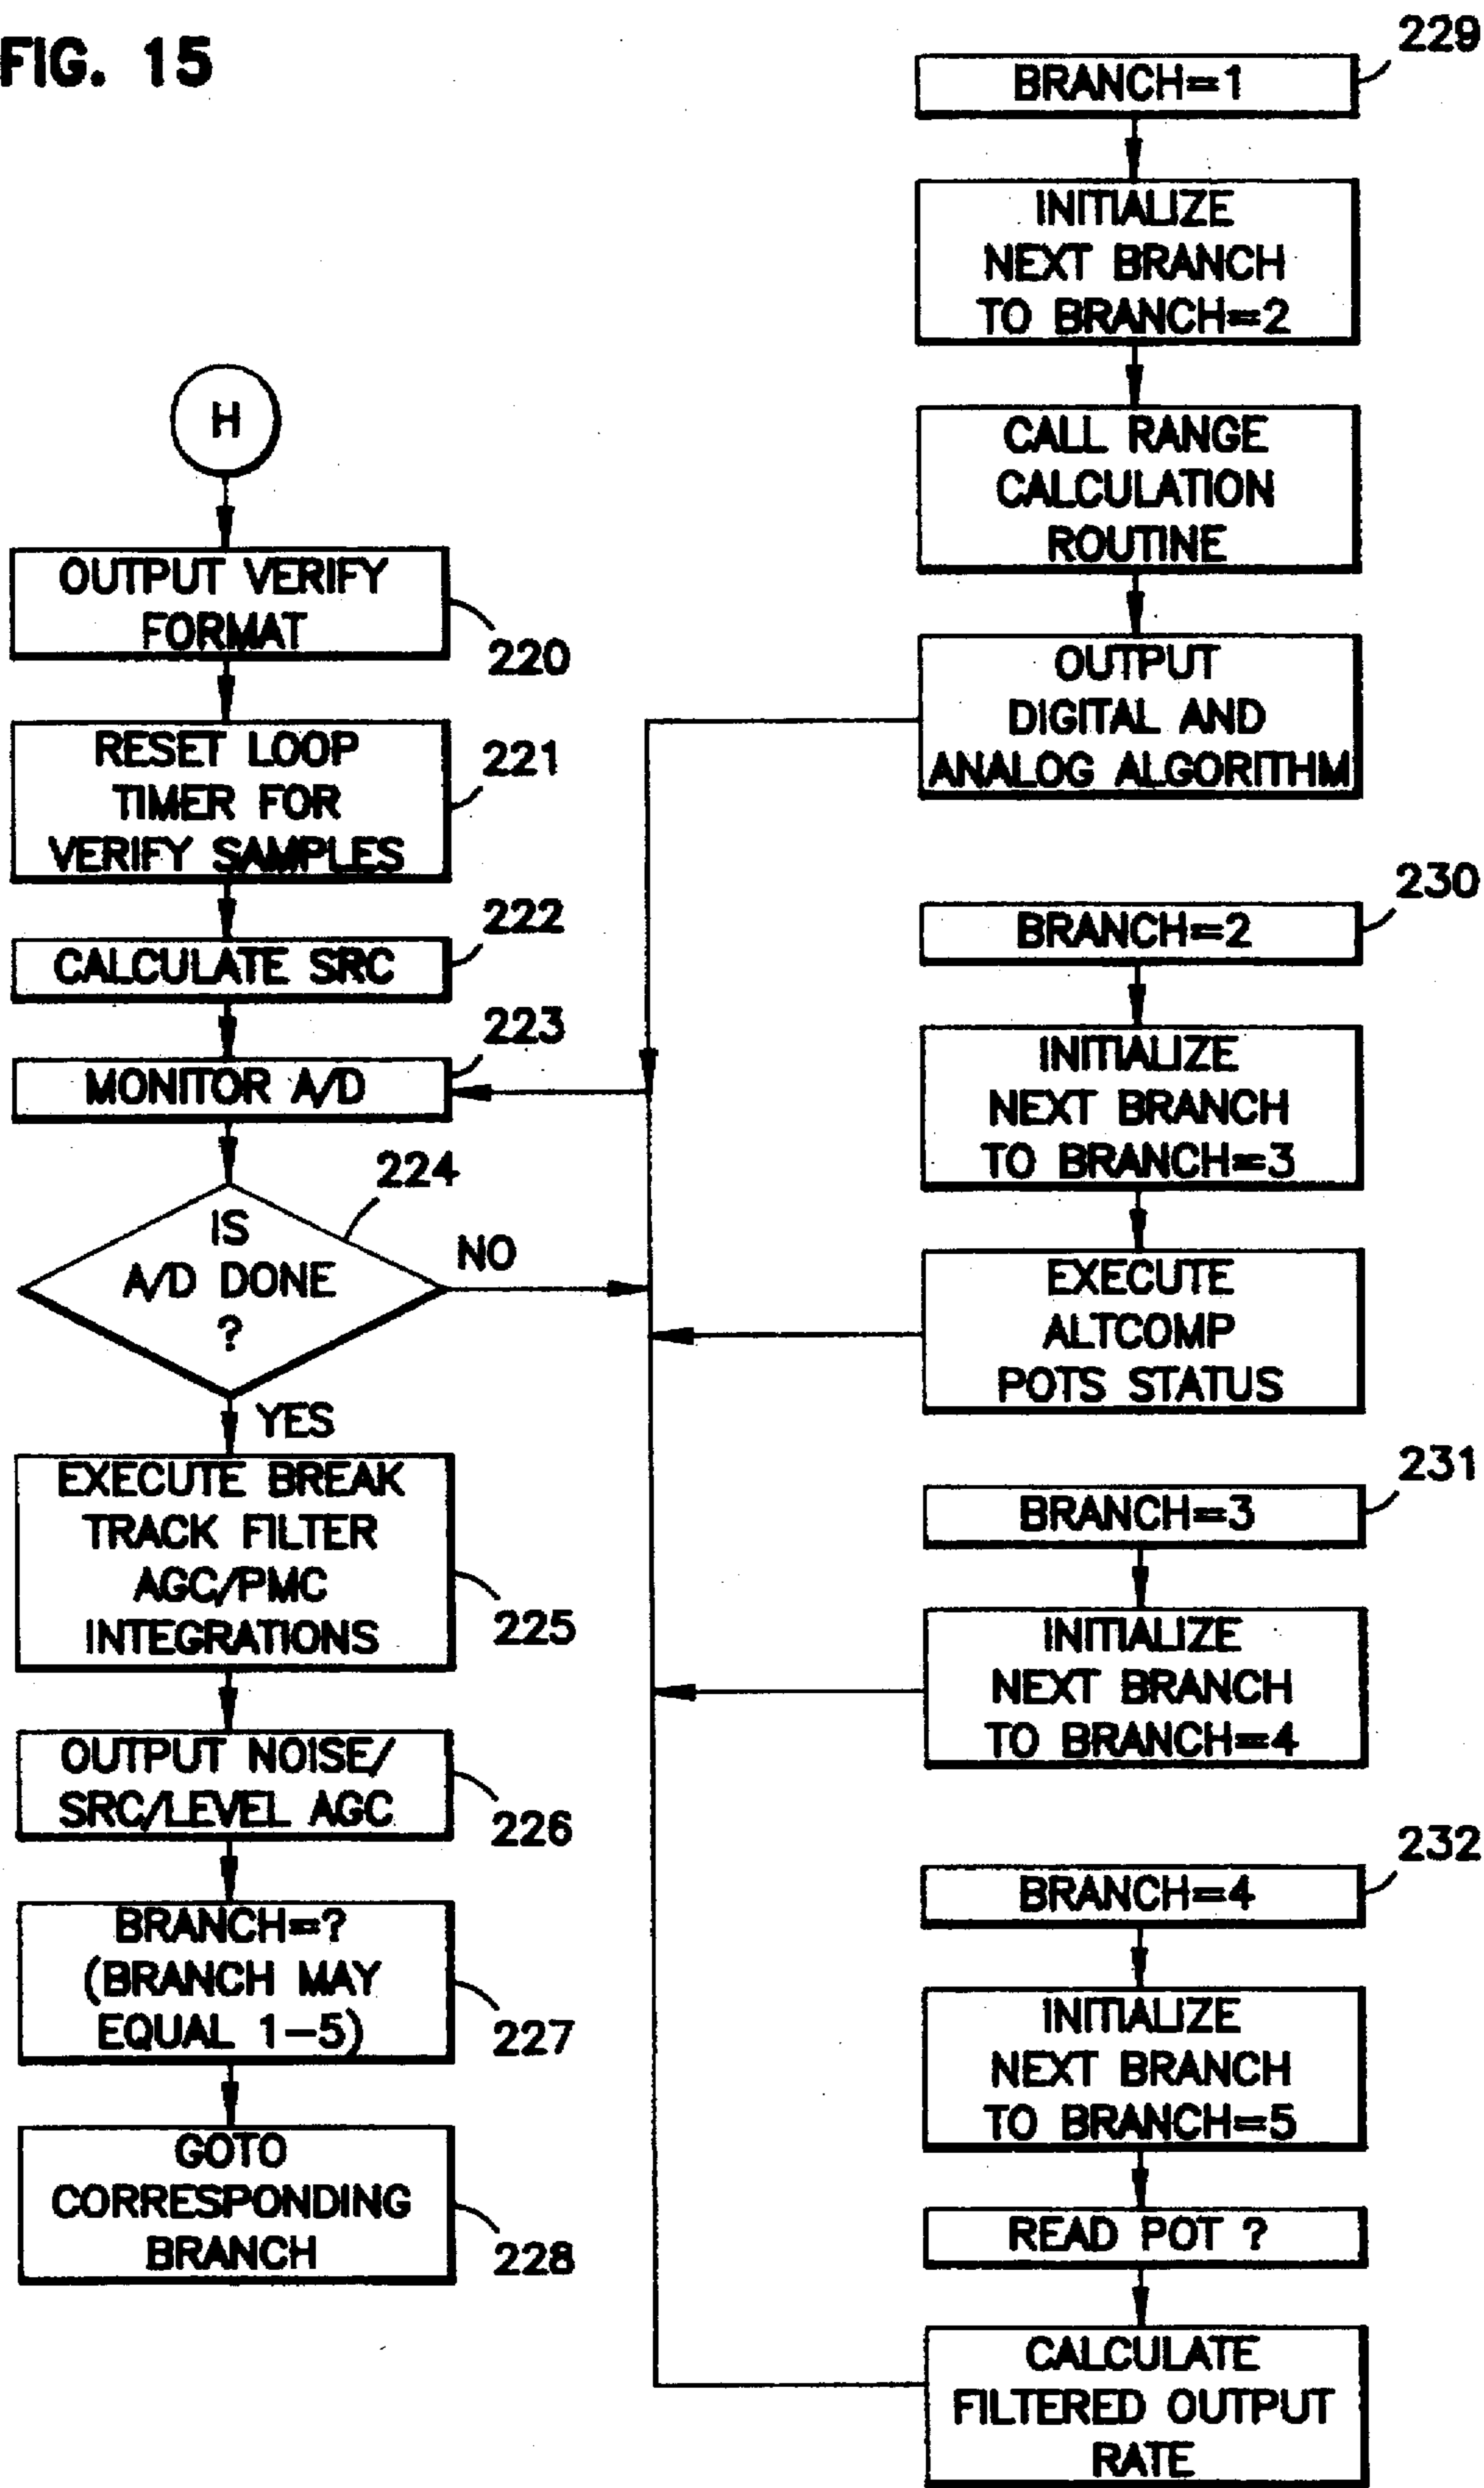 FIG. 15
H
OUTPUT VERIFY
FORMAT
220
RESET LOOP
TIMER FOR
VERIFY SAMPLES
221
CALCULATE SRC
222
MONITOR A/D
223
IS
A/D DONE
?
224
NO
YES
EXECUTE BREAK
TRACK FILTER
AGC/PMC
INTEGRATIONS
225
OUTPUT NOISE/
SRC/LEVEL AGC
226
BRANCH=?
(BRANCH MAY
EQUAL 1-5)
227
GOTO
CORRESPONDING
BRANCH
228
BRANCH=1
229
INITIALIZE
NEXT BRANCH
TO BRANCH=2
CALL RANGE
CALCULATION
ROUTINE
OUTPUT
DIGITAL AND
ANALOG ALGORITHM
BRANCH=2
230
INITIALIZE
NEXT BRANCH
TO BRANCH=3
EXECUTE
ALTCOMP
POTS STATUS
BRANCH=3
231
INITIALIZE
NEXT BRANCH
TO BRANCH=4
BRANCH=4
232
INITIALIZE
NEXT BRANCH
TO BRANCH=5
READ POT ?
CALCULATE
FILTERED OUTPUT
RATE